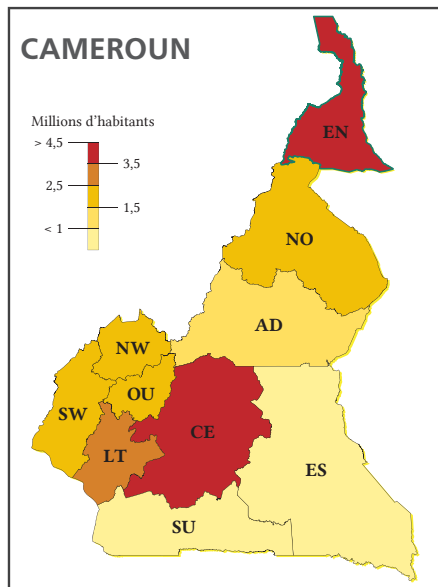 CAMEROUN
Millions d'habitants
> 4,5
3,5
2,5
1,5
< 1
EN
NO
AD
NW
OU
SW
CE
LT
ES
SU